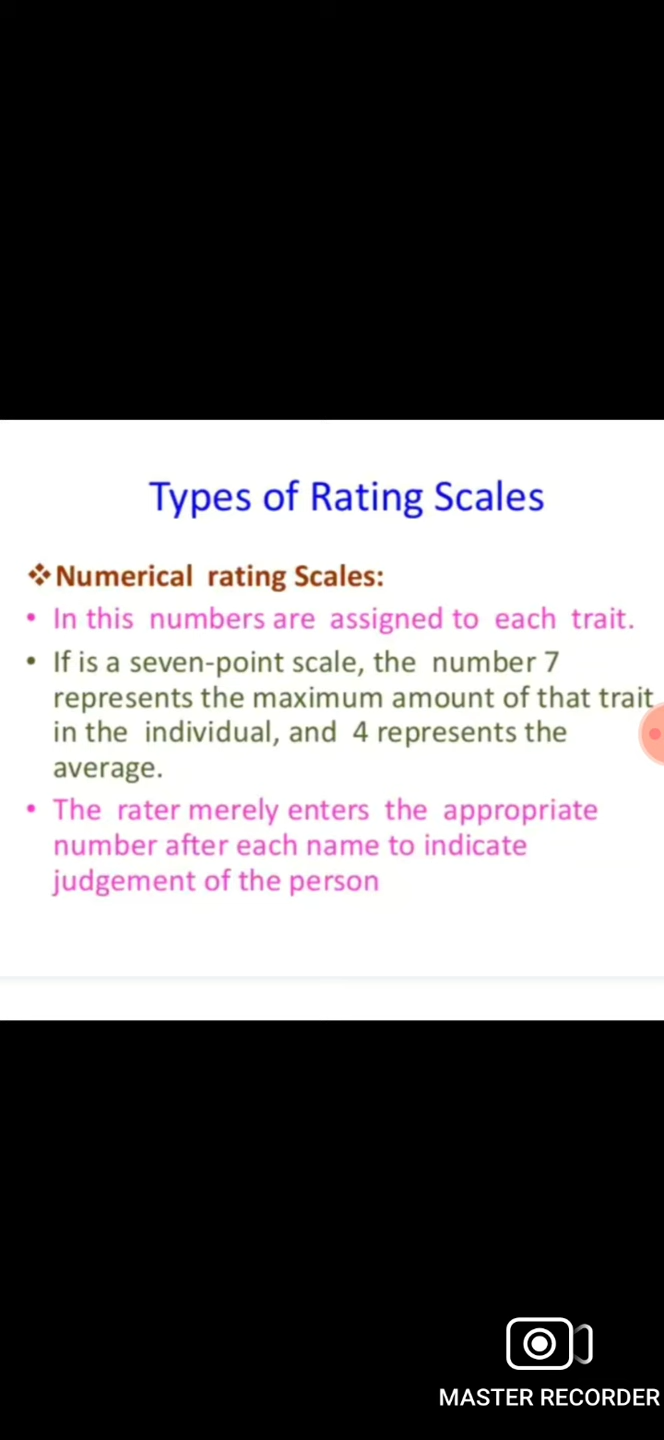 Types of Rating Scales
❖Numerical rating Scales:
• In this numbers are assigned to each trait.
• If is a seven-point scale, the number 7
represents the maximum amount of that trait
in the individual, and 4 represents the
average.
• The rater merely enters the appropriate
number after each name to indicate
judgement of the person
MASTER RECORDER